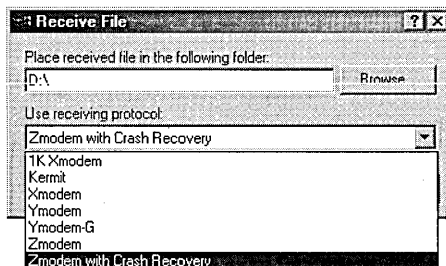 Receive File
Place received file in the following folder:
D:\
Browse...
Use receiving protocol:
Zmodem with Crash Recovery
1K Xmodem
Kermit
Xmodem
Ymodem
Ymodem-G
Zmodem
Zmodem with Crash Recovery